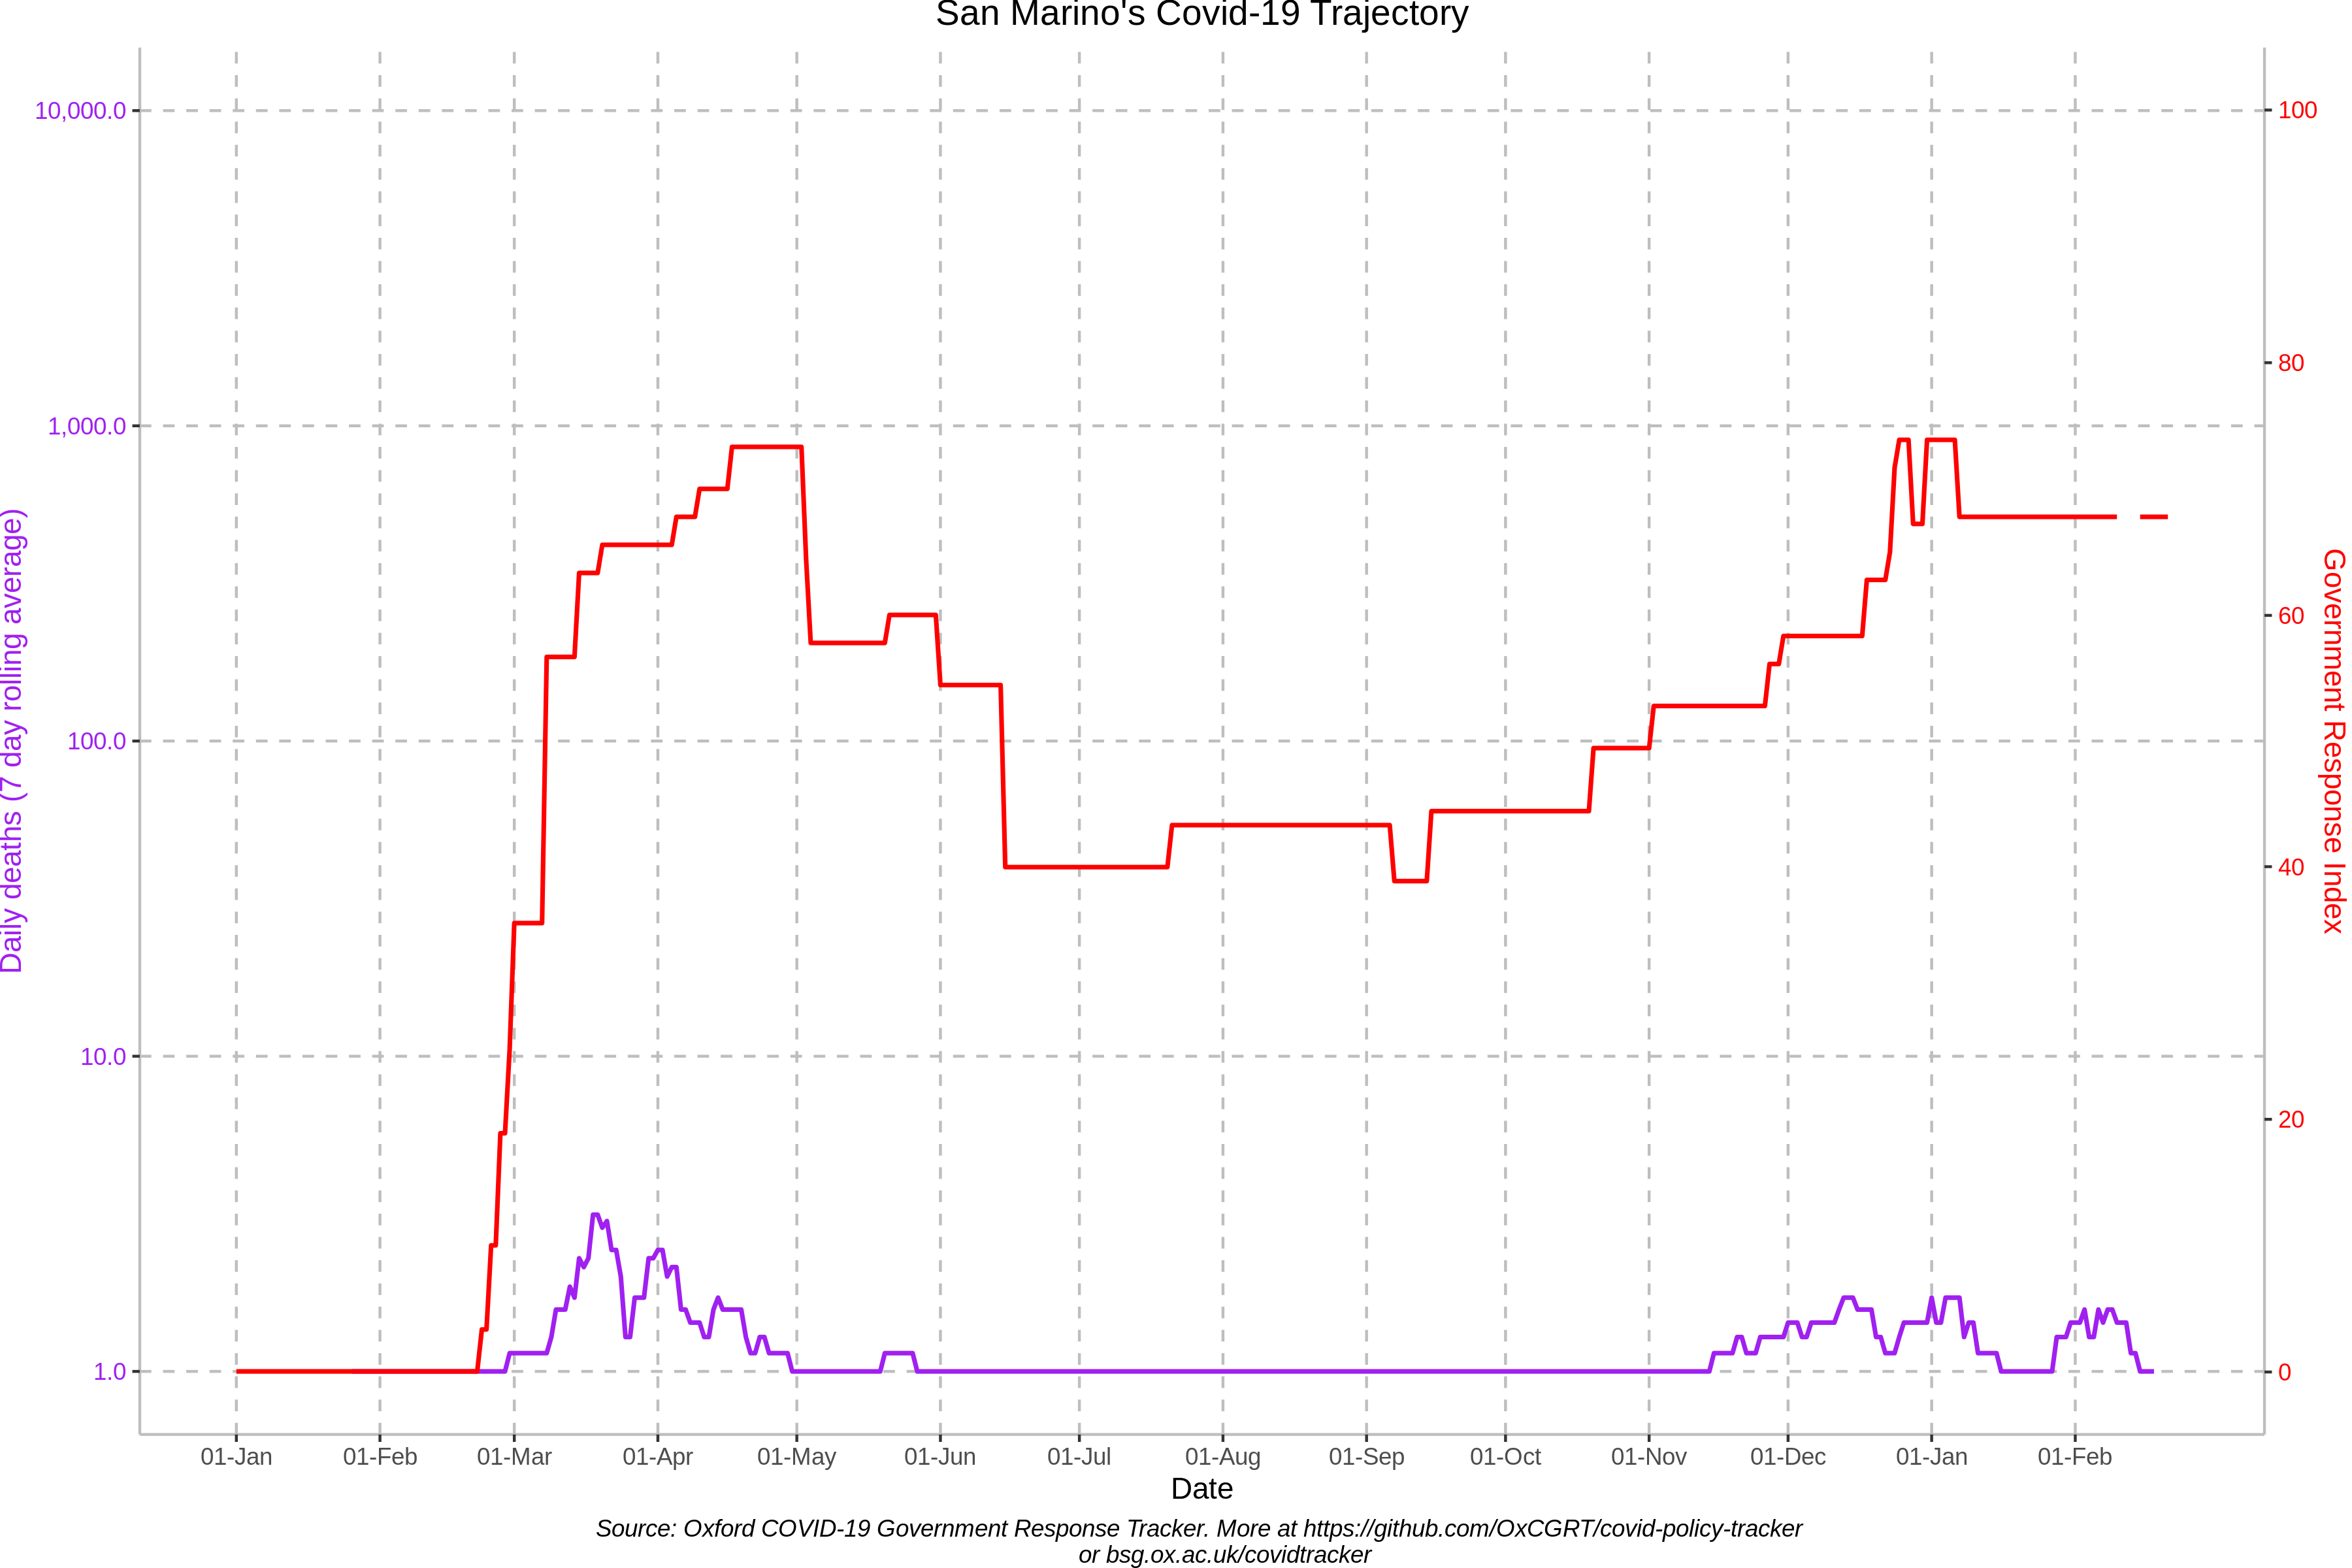 San Marino's Covid-19 Trajectory
10,000.0
1,000.0
100.0
10.0
1.0
Daily deaths (7 day rolling average)
100
80
60
40
20
0
Government Response Index
01-Jan 01-Feb 01-Mar 01-Apr 01-May 01-Jun 01-Jul 01-Aug 01-Sep 01-Oct 01-Nov 01-Dec 01-Jan 01-Feb
Date
Source: Oxford COVID-19 Government Response Tracker. More at https://github.com/OxCGRT/covid-policy-tracker
or bsg.ox.ac.uk/covidtracker